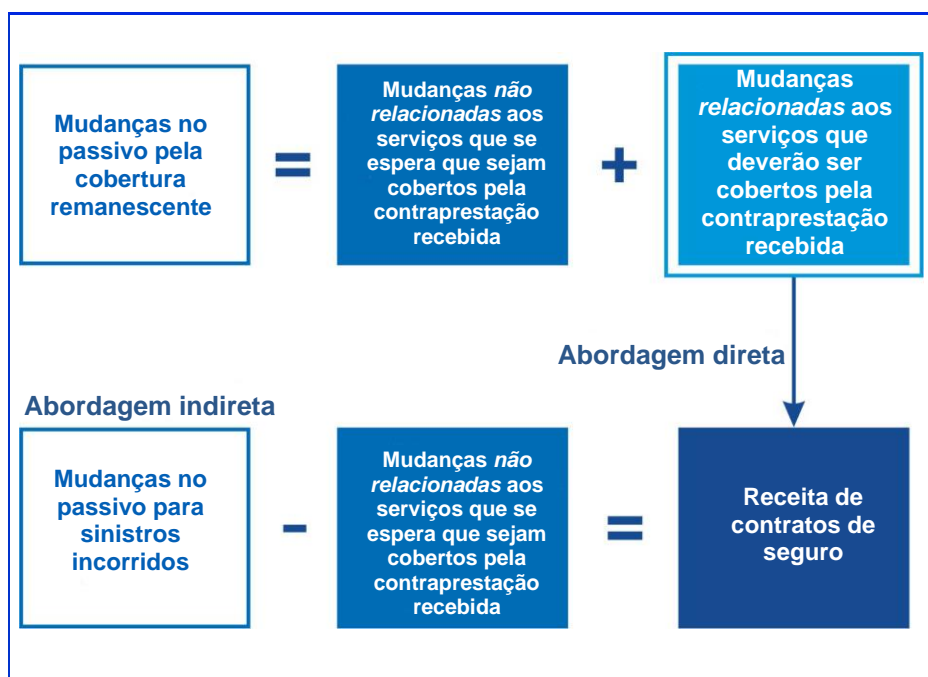 Mudanças no
passivo pela
cobertura
remanescente
=
Mudanças não
relacionadas aos
serviços que se
espera que sejam
cobertos pela
contraprestação
recebida
+
Mudanças
relacionadas aos
serviços que
deverão ser
cobertos pela
contraprestação
recebida
Abordagem direta
Abordagem indireta
Mudanças no
passivo para
sinistros
incorridos
-
Mudanças não
relacionadas aos
serviços que se
espera que sejam
cobertos pela
contraprestação
recebida
=
Receita de
contratos de
seguro